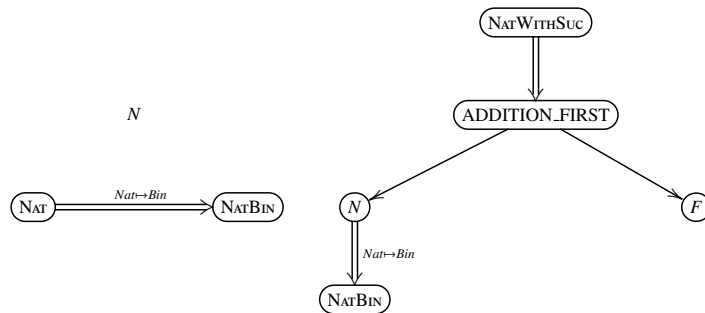 NATWITHSUC
N
ADDITION_FIRST
Nat↦Bin
NAT
NATBIN
N
F
Nat↦Bin
NATBIN